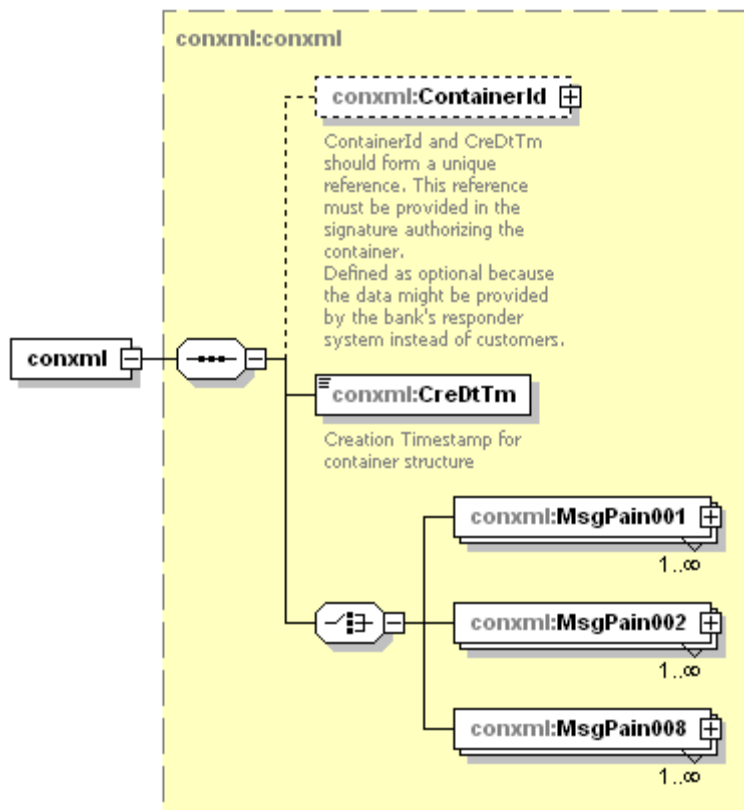 conxml:conxml
conxml:ContainerId
ContainerId and CreDtTm
should form a unique
reference. This reference
must be provided in the
signature authorizing the
container.
Defined as optional because
the data might be provided
by the bank's responder
system instead of customers.
conxml
conxml:CreDtTm
Creation Timestamp for
container structure
conxml:MsgPain001
1..∞
conxml:MsgPain002
1..∞
conxml:MsgPain008
1..∞